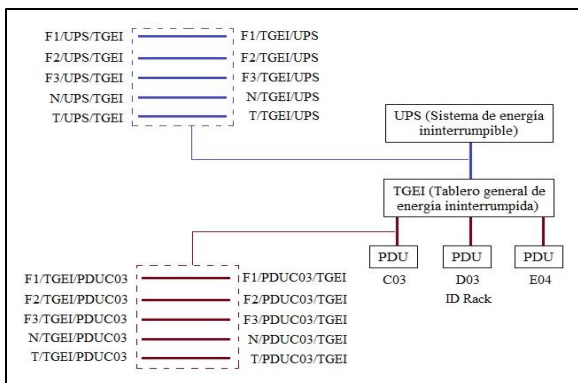 F1/UPS/TGEI F1/TGEI/UPS
F2/UPS/TGEI F2/TGEI/UPS
F3/UPS/TGEI F3/TGEI/UPS
N/UPS/TGEI N/TGEI/UPS
T/UPS/TGEI T/TGEI/UPS
UPS (Sistema de energía
ininterrumpible)
TGEI (Tablero general de
energía ininterrumpida)
PDU PDU PDU
C03 D03 E04
ID Rack
F1/TGEI/PDUC03 F1/PDUC03/TGEI
F2/TGEI/PDUC03 F2/PDUC03/TGEI
F3/TGEI/PDUC03 F3/PDUC03/TGEI
N/TGEI/PDUC03 N/PDUC03/TGEI
T/TGEI/PDUC03 T/PDUC03/TGEI